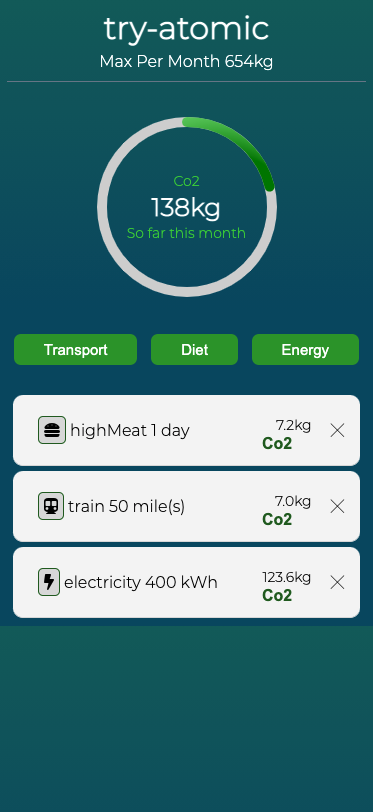 try-atomic
Max Per Month 654kg
Co2
138kg
So far this month
Transport Diet Energy
highMeat 1 day 7.2kg
Co2
train 50 mile(s) 7.0kg
Co2
electricity 400 kWh 123.6kg
Co2